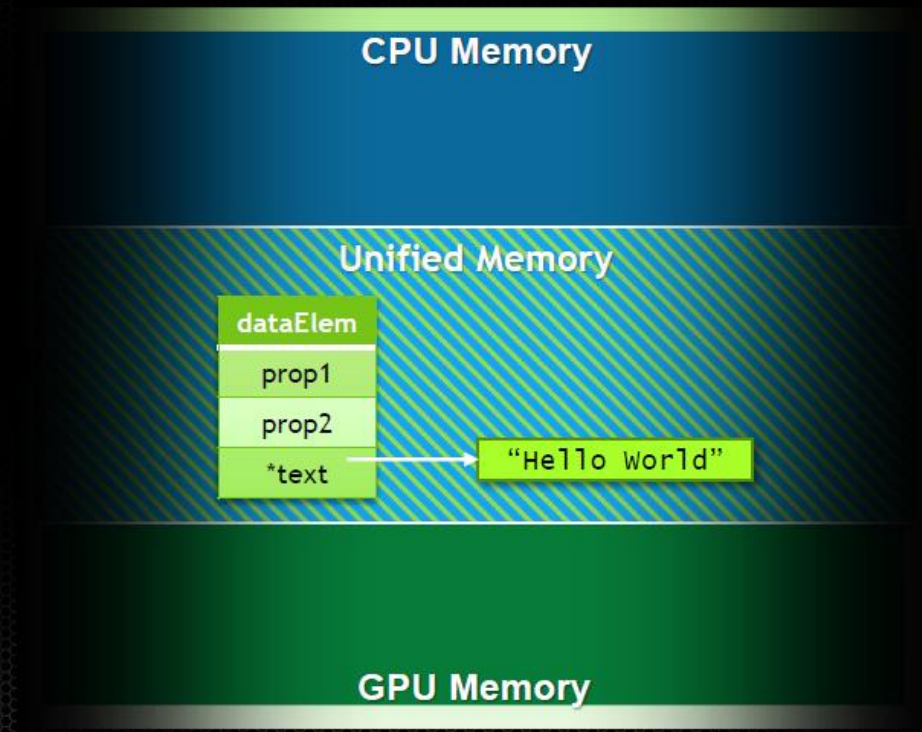 CPU Memory
Unified Memory
dataElem
prop1
prop2
*text
“Hello World”
GPU Memory